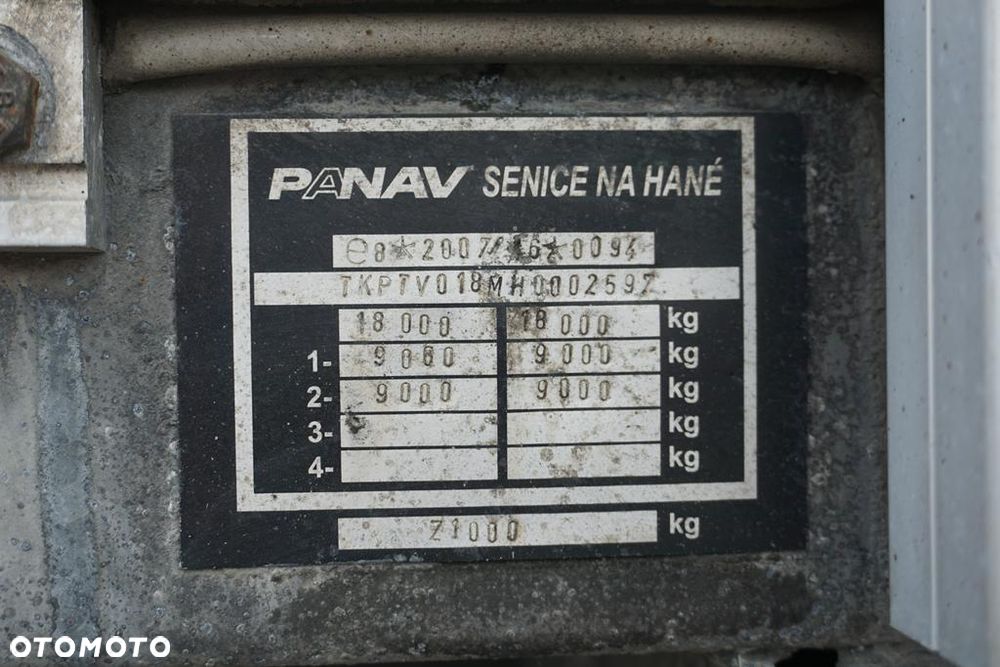 PANAV SENICE NA HANÉ
e8*2007/46*0094
TKPTV018MH0002597
18 000 18 000 kg
1- 9 000 9 000 kg
2- 9000 9000 kg
3- kg
4- kg
Z1000 kg
OTOMOTO